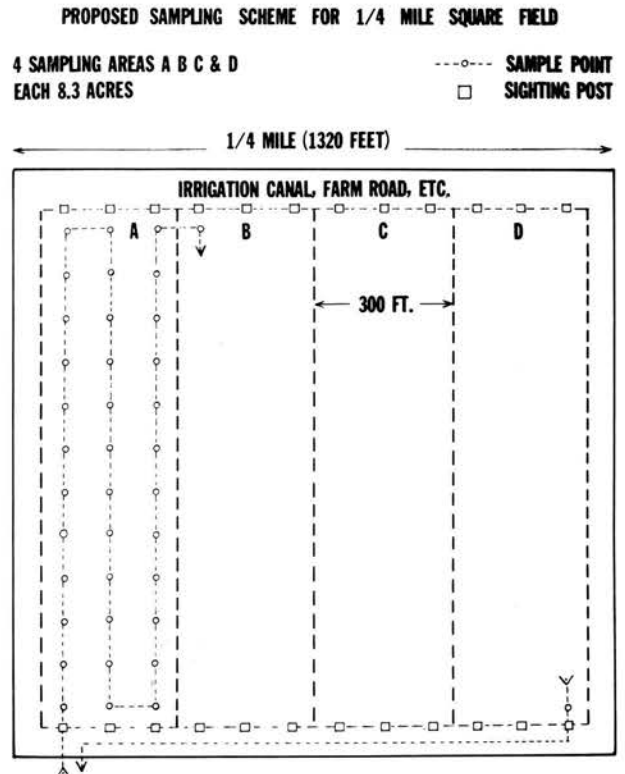 PROPOSED SAMPLING SCHEME FOR 1/4 MILE SQUARE FIELD
4 SAMPLING AREAS A B C & D
EACH 8.3 ACRES
SAMPLE POINT
SIGHTING POST
1/4 MILE (1320 FEET)
IRRIGATION CANAL, FARM ROAD, ETC.
A B C D
300 FT.